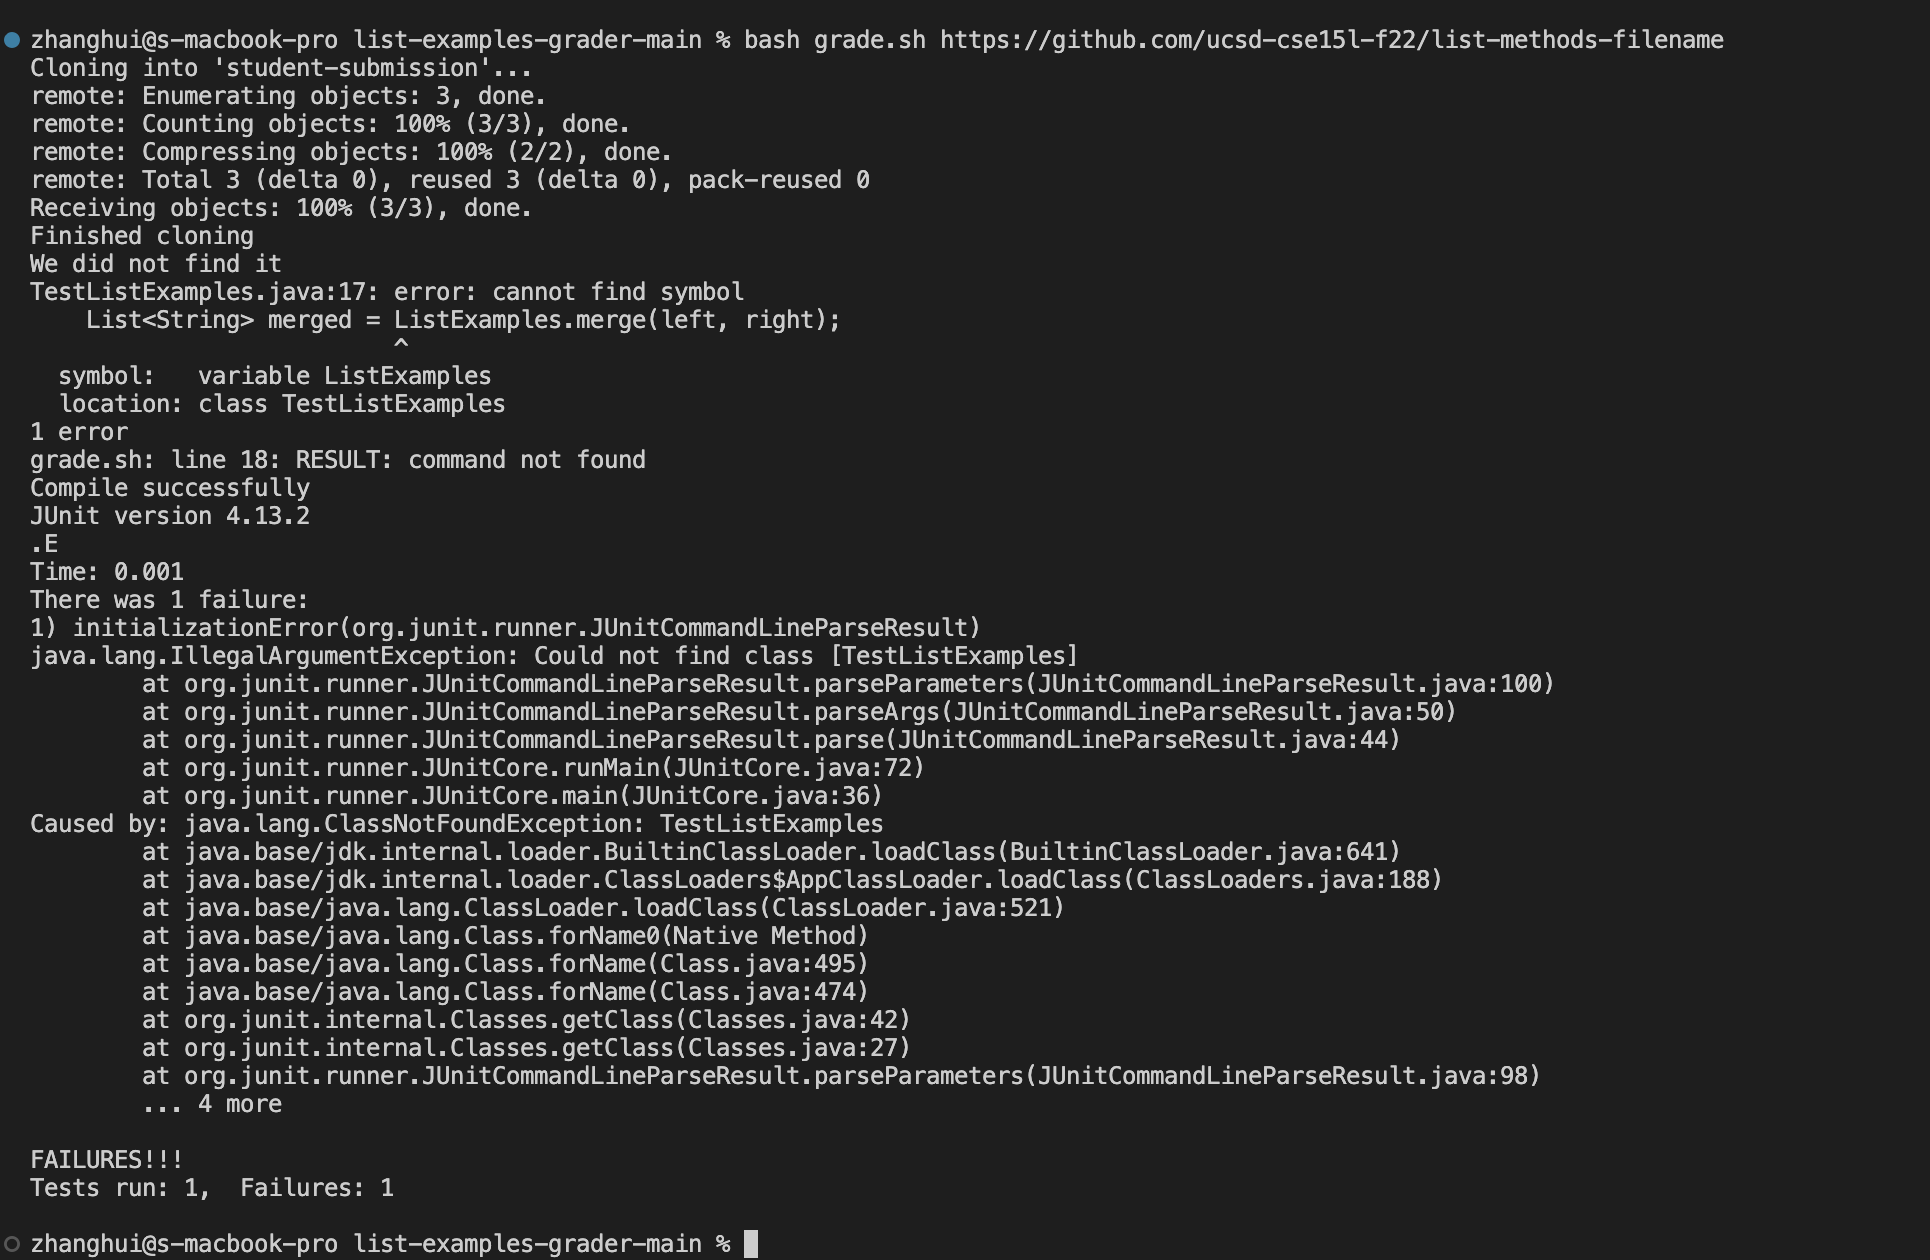 zhanghui@s-macbook-pro list-examples-grader-main % bash grade.sh https://github.com/ucsd-cse15l-f22/list-methods-filename
Cloning into 'student-submission'...
remote: Enumerating objects: 3, done.
remote: Counting objects: 100% (3/3), done.
remote: Compressing objects: 100% (2/2), done.
remote: Total 3 (delta 0), reused 3 (delta 0), pack-reused 0
Receiving objects: 100% (3/3), done.
Finished cloning
We did not find it
TestListExamples.java:17: error: cannot find symbol
    List<String> merged = ListExamples.merge(left, right);
                          ^
  symbol:   variable ListExamples
  location: class TestListExamples
1 error
grade.sh: line 18: RESULT: command not found
Compile successfully
JUnit version 4.13.2
.E
Time: 0.001
There was 1 failure:
1) initializationError(org.junit.runner.JUnitCommandLineParseResult)
java.lang.IllegalArgumentException: Could not find class [TestListExamples]
        at org.junit.runner.JUnitCommandLineParseResult.parseParameters(JUnitCommandLineParseResult.java:100)
        at org.junit.runner.JUnitCommandLineParseResult.parseArgs(JUnitCommandLineParseResult.java:50)
        at org.junit.runner.JUnitCommandLineParseResult.parse(JUnitCommandLineParseResult.java:44)
        at org.junit.runner.JUnitCore.runMain(JUnitCore.java:72)
        at org.junit.runner.JUnitCore.main(JUnitCore.java:36)
Caused by: java.lang.ClassNotFoundException: TestListExamples
        at java.base/jdk.internal.loader.BuiltinClassLoader.loadClass(BuiltinClassLoader.java:641)
        at java.base/jdk.internal.loader.ClassLoaders$AppClassLoader.loadClass(ClassLoaders.java:188)
        at java.base/java.lang.ClassLoader.loadClass(ClassLoader.java:521)
        at java.base/java.lang.Class.forName0(Native Method)
        at java.base/java.lang.Class.forName(Class.java:495)
        at java.base/java.lang.Class.forName(Class.java:474)
        at org.junit.internal.Classes.getClass(Classes.java:42)
        at org.junit.internal.Classes.getClass(Classes.java:27)
        at org.junit.runner.JUnitCommandLineParseResult.parseParameters(JUnitCommandLineParseResult.java:98)
        ... 4 more

FAILURES!!!
Tests run: 1,  Failures: 1

zhanghui@s-macbook-pro list-examples-grader-main %